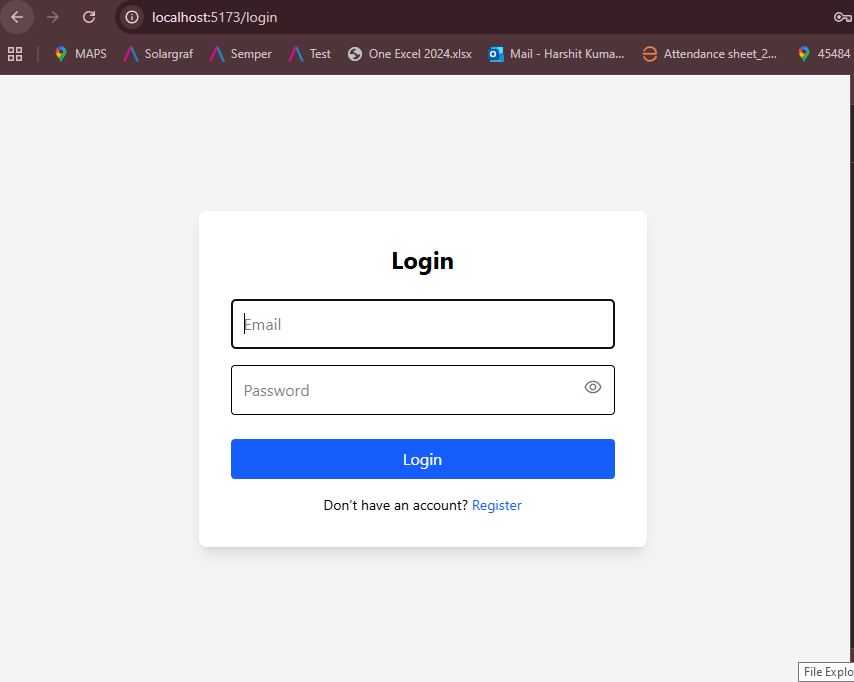 localhost:5173/login
MAPS Solargraf Semper Test One Excel 2024.xlsx Mail - Harshit Kuma... Attendance sheet_2... 45484
Login
Email
Password
Login
Don't have an account? Register
File Explo